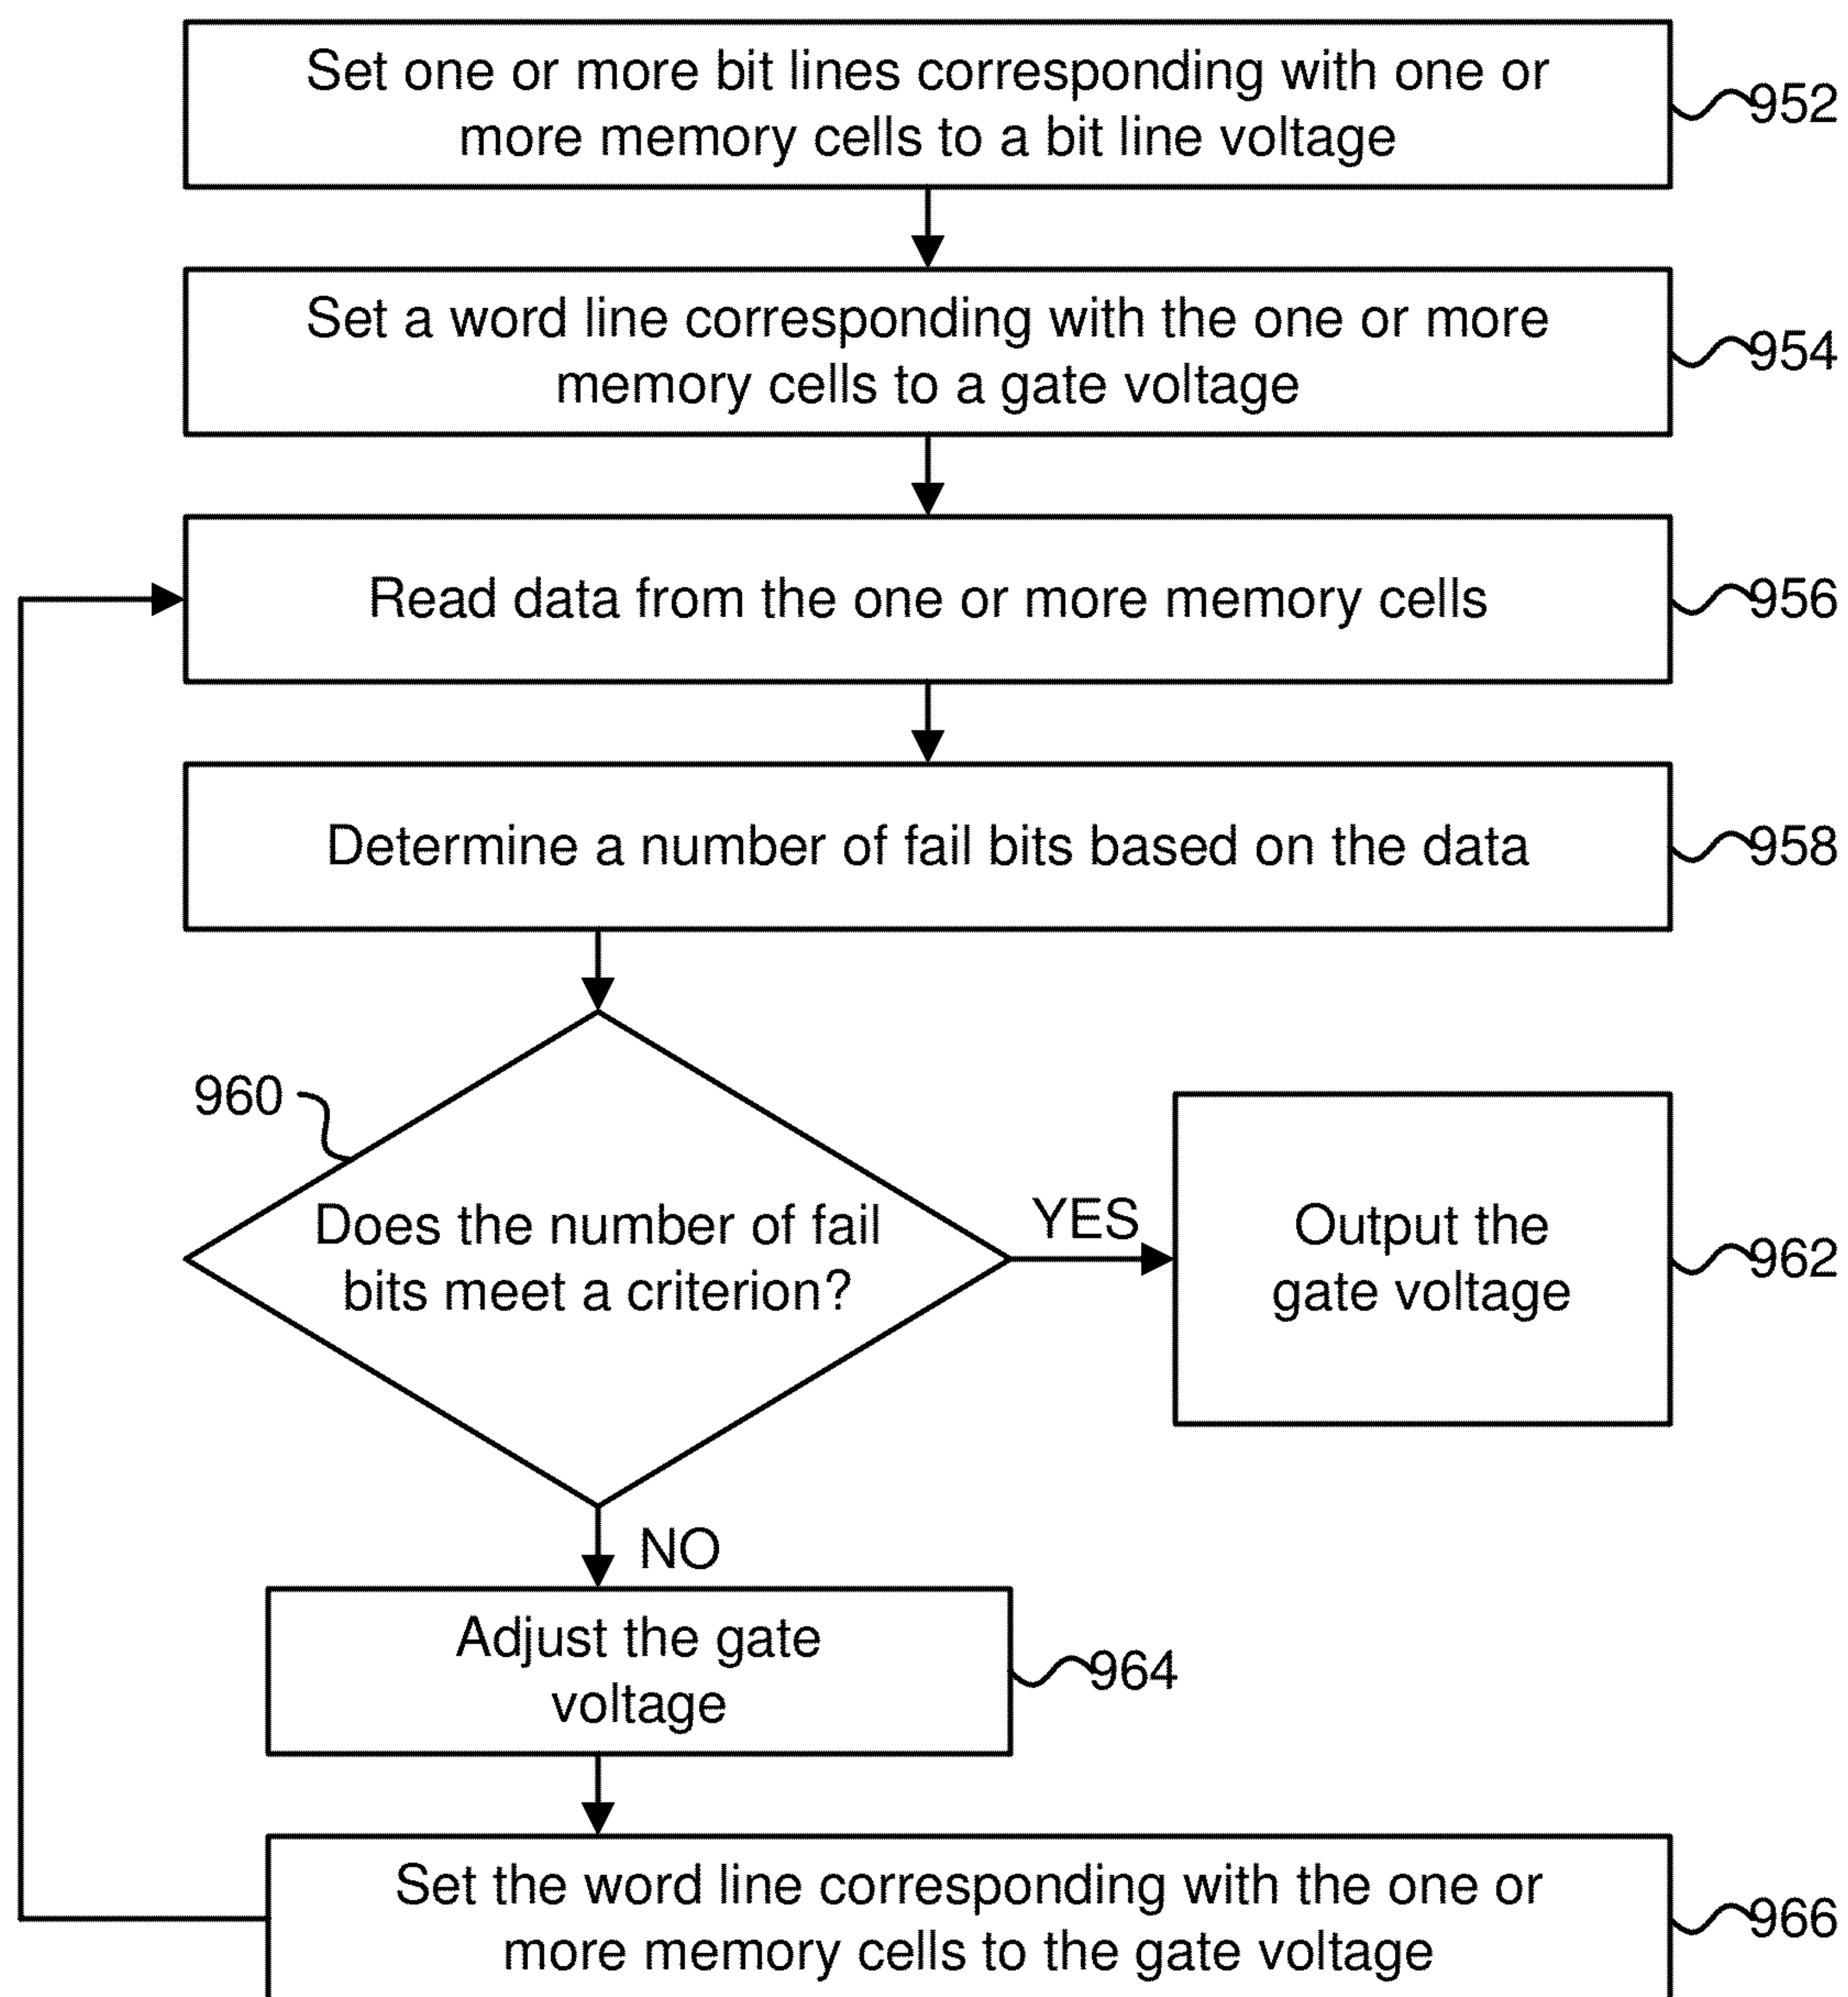 Set one or more bit lines corresponding with one or
more memory cells to a bit line voltage
952
Set a word line corresponding with the one or more
memory cells to a gate voltage
954
Read data from the one or more memory cells
956
Determine a number of fail bits based on the data
958
960
Does the number of fail
bits meet a criterion?
YES
Output the
gate voltage
962
NO
Adjust the gate
voltage
964
Set the word line corresponding with the one or
more memory cells to the gate voltage
966